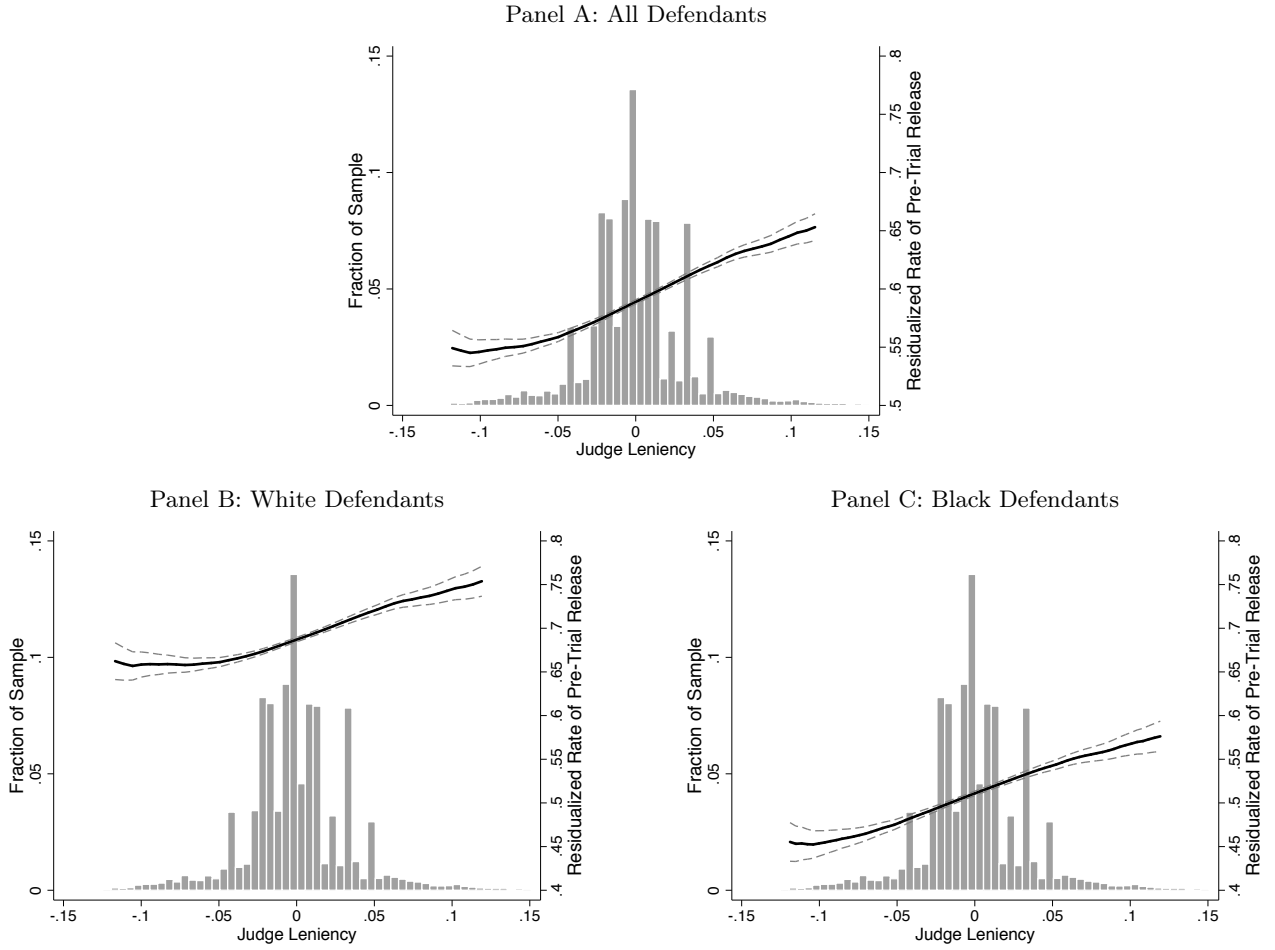 Panel A: All Defendants
.15
.1
.05
0
Fraction of Sample
.8
.75
.7
.65
.6
.55
.5
Residualized Rate of Pre-Trial Release
-.15 -.1 -.05 0 .05 .1 .15
Judge Leniency
Panel B: White Defendants
.15
.1
.05
0
Fraction of Sample
.8
.75
.7
.65
.6
.55
.5
.45
.4
Residualized Rate of Pre-Trial Release
-.15 -.1 -.05 0 .05 .1 .15
Judge Leniency
Panel C: Black Defendants
.15
.1
.05
0
Fraction of Sample
.8
.75
.7
.65
.6
.55
.5
.45
.4
Residualized Rate of Pre-Trial Release
-.15 -.1 -.05 0 .05 .1 .15
Judge Leniency